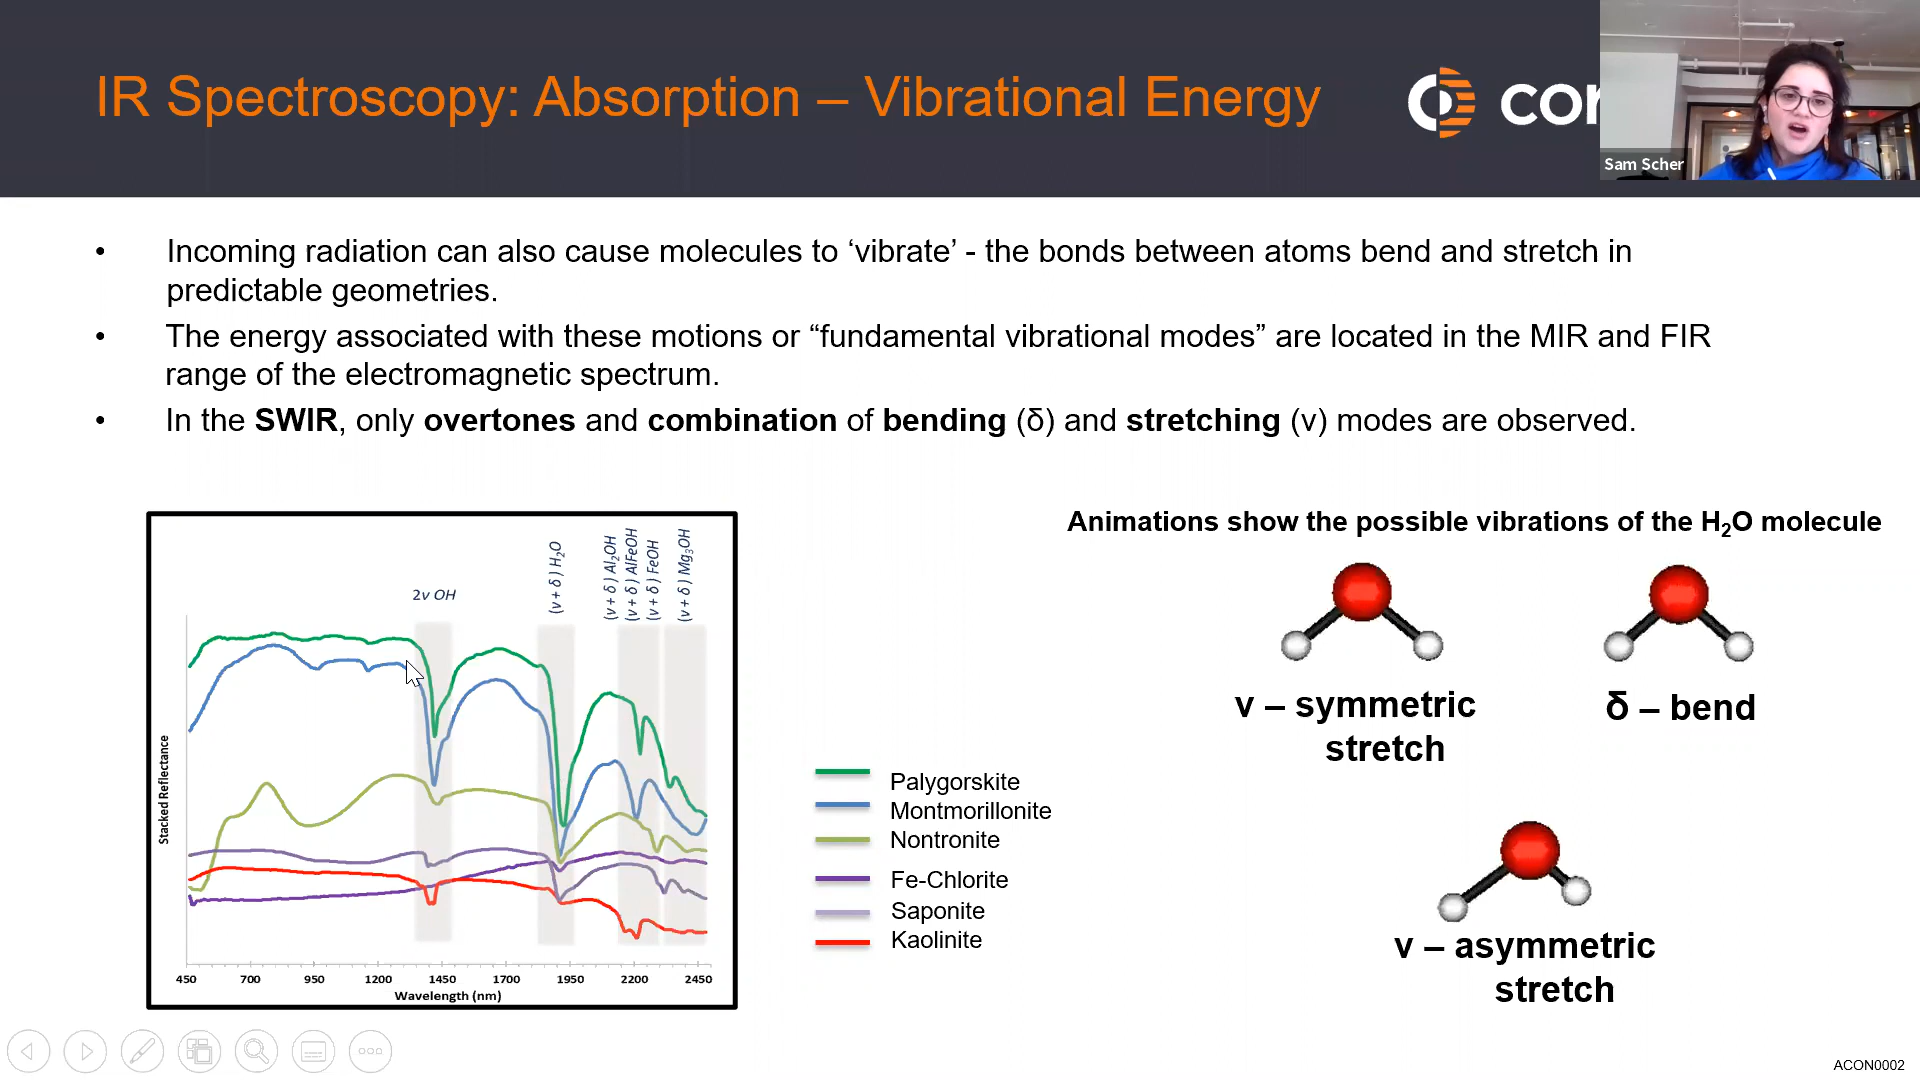 IR Spectroscopy: Absorption – Vibrational Energy
Sam Scher
• Incoming radiation can also cause molecules to ‘vibrate’ - the bonds between atoms bend and stretch in
predictable geometries.
• The energy associated with these motions or “fundamental vibrational modes” are located in the MIR and FIR
range of the electromagnetic spectrum.
• In the SWIR, only overtones and combination of bending (δ) and stretching (ν) modes are observed.
2ν OH
(ν + δ ) H₂O
(ν + δ ) Al₂OH
(ν + δ ) AlFeOH
(ν + δ ) FeOH
(ν + δ ) Mg₃OH
Stacked Reflectance
450 700 950 1200 1450 1700 1950 2200 2450
Wavelength (nm)
Palygorskite
Montmorillonite
Nontronite
Fe-Chlorite
Saponite
Kaolinite
Animations show the possible vibrations of the H₂O molecule
ν – symmetric
stretch
δ – bend
ν – asymmetric
stretch
ACON0002